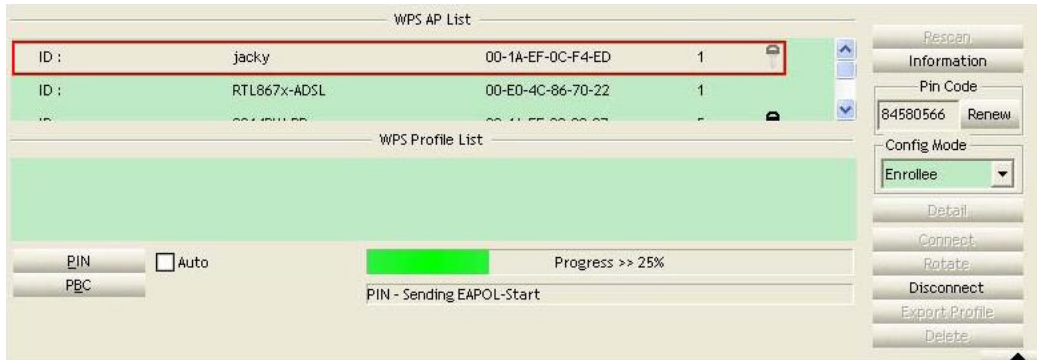 WPS AP List
ID : jacky 00-1A-EF-0C-F4-ED 1
ID : RTL867x-ADSL 00-E0-4C-86-70-22 1
WPS Profile List
PIN Auto Progress >> 25%
PBC PIN - Sending EAPOL-Start
Rescan
Information
Pin Code
84580566 Renew
Config Mode
Enrollee
Detail
Connect
Rotate
Disconnect
Export Profile
Delete